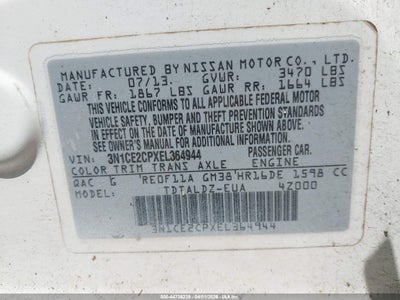 MANUFACTURED BY NISSAN MOTOR CO., LTD.
DATE: 07/13. GVWR: 3470 LBS
GAWR FR: 1867 LBS GAWR RR: 1664 LBS
THIS VEHICLE CONFORMS TO ALL APPLICABLE FEDERAL MOTOR
VEHICLE SAFETY, BUMPER AND THEFT PREVENTION STANDARDS
IN EFFECT ON THE DATE OF MANUFACTURE SHOWN ABOVE.
SEE OWNER'S MANUAL FOR ADDITIONAL INFORMATION.
VIN: 3N1CE2CPXEL364944 PASSENGER CAR.
COLOR TRIM TRANS AXLE ENGINE
QAC G RE0F11A GM38 HR16DE 1598 CC
MODEL TDTALDZ-EUA 4Z000
3N1CE2CPXEL364944